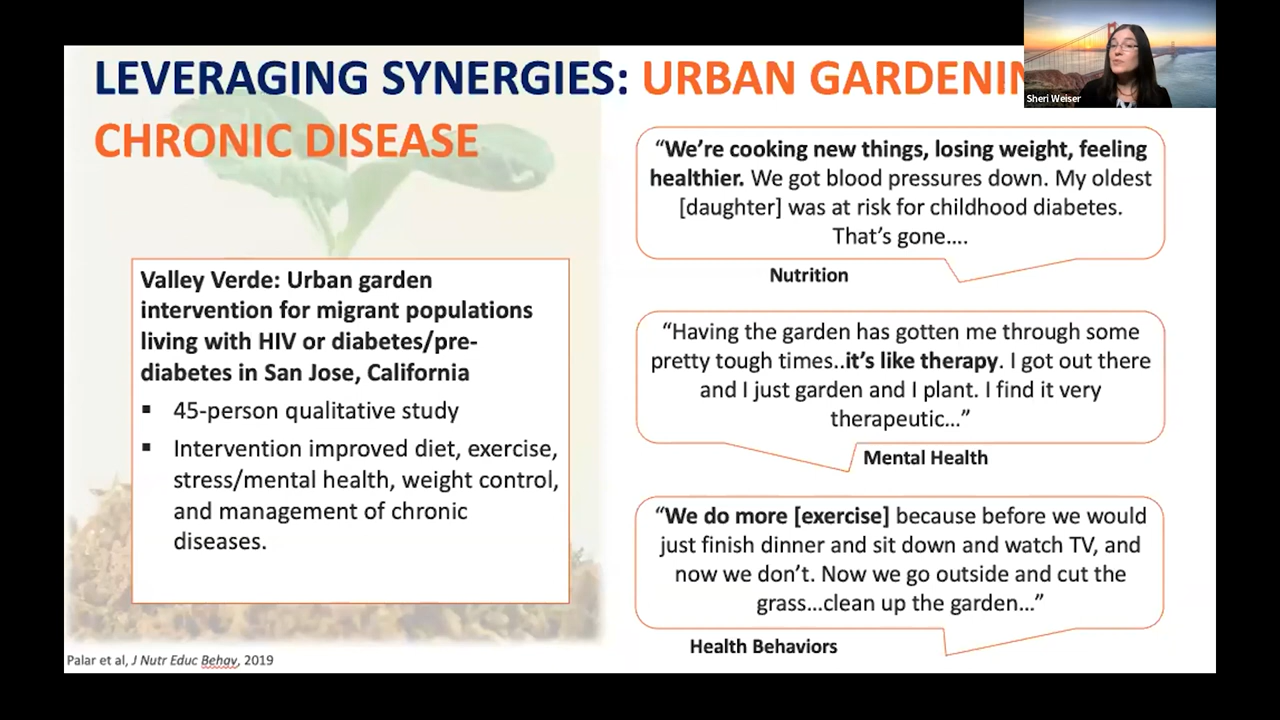 LEVERAGING SYNERGIES: URBAN GARDENIN
CHRONIC DISEASE
Sheri Weiser
Valley Verde: Urban garden
intervention for migrant populations
living with HIV or diabetes/pre-
diabetes in San Jose, California
▪ 45-person qualitative study
▪ Intervention improved diet, exercise,
stress/mental health, weight control,
and management of chronic
diseases.
Palar et al, J Nutr Educ Behav, 2019
“We’re cooking new things, losing weight, feeling
healthier. We got blood pressures down. My oldest
[daughter] was at risk for childhood diabetes.
That’s gone….
Nutrition
“Having the garden has gotten me through some
pretty tough times..it’s like therapy. I got out there
and I just garden and I plant. I find it very
therapeutic…”
Mental Health
“We do more [exercise] because before we would
just finish dinner and sit down and watch TV, and
now we don’t. Now we go outside and cut the
grass…clean up the garden…”
Health Behaviors